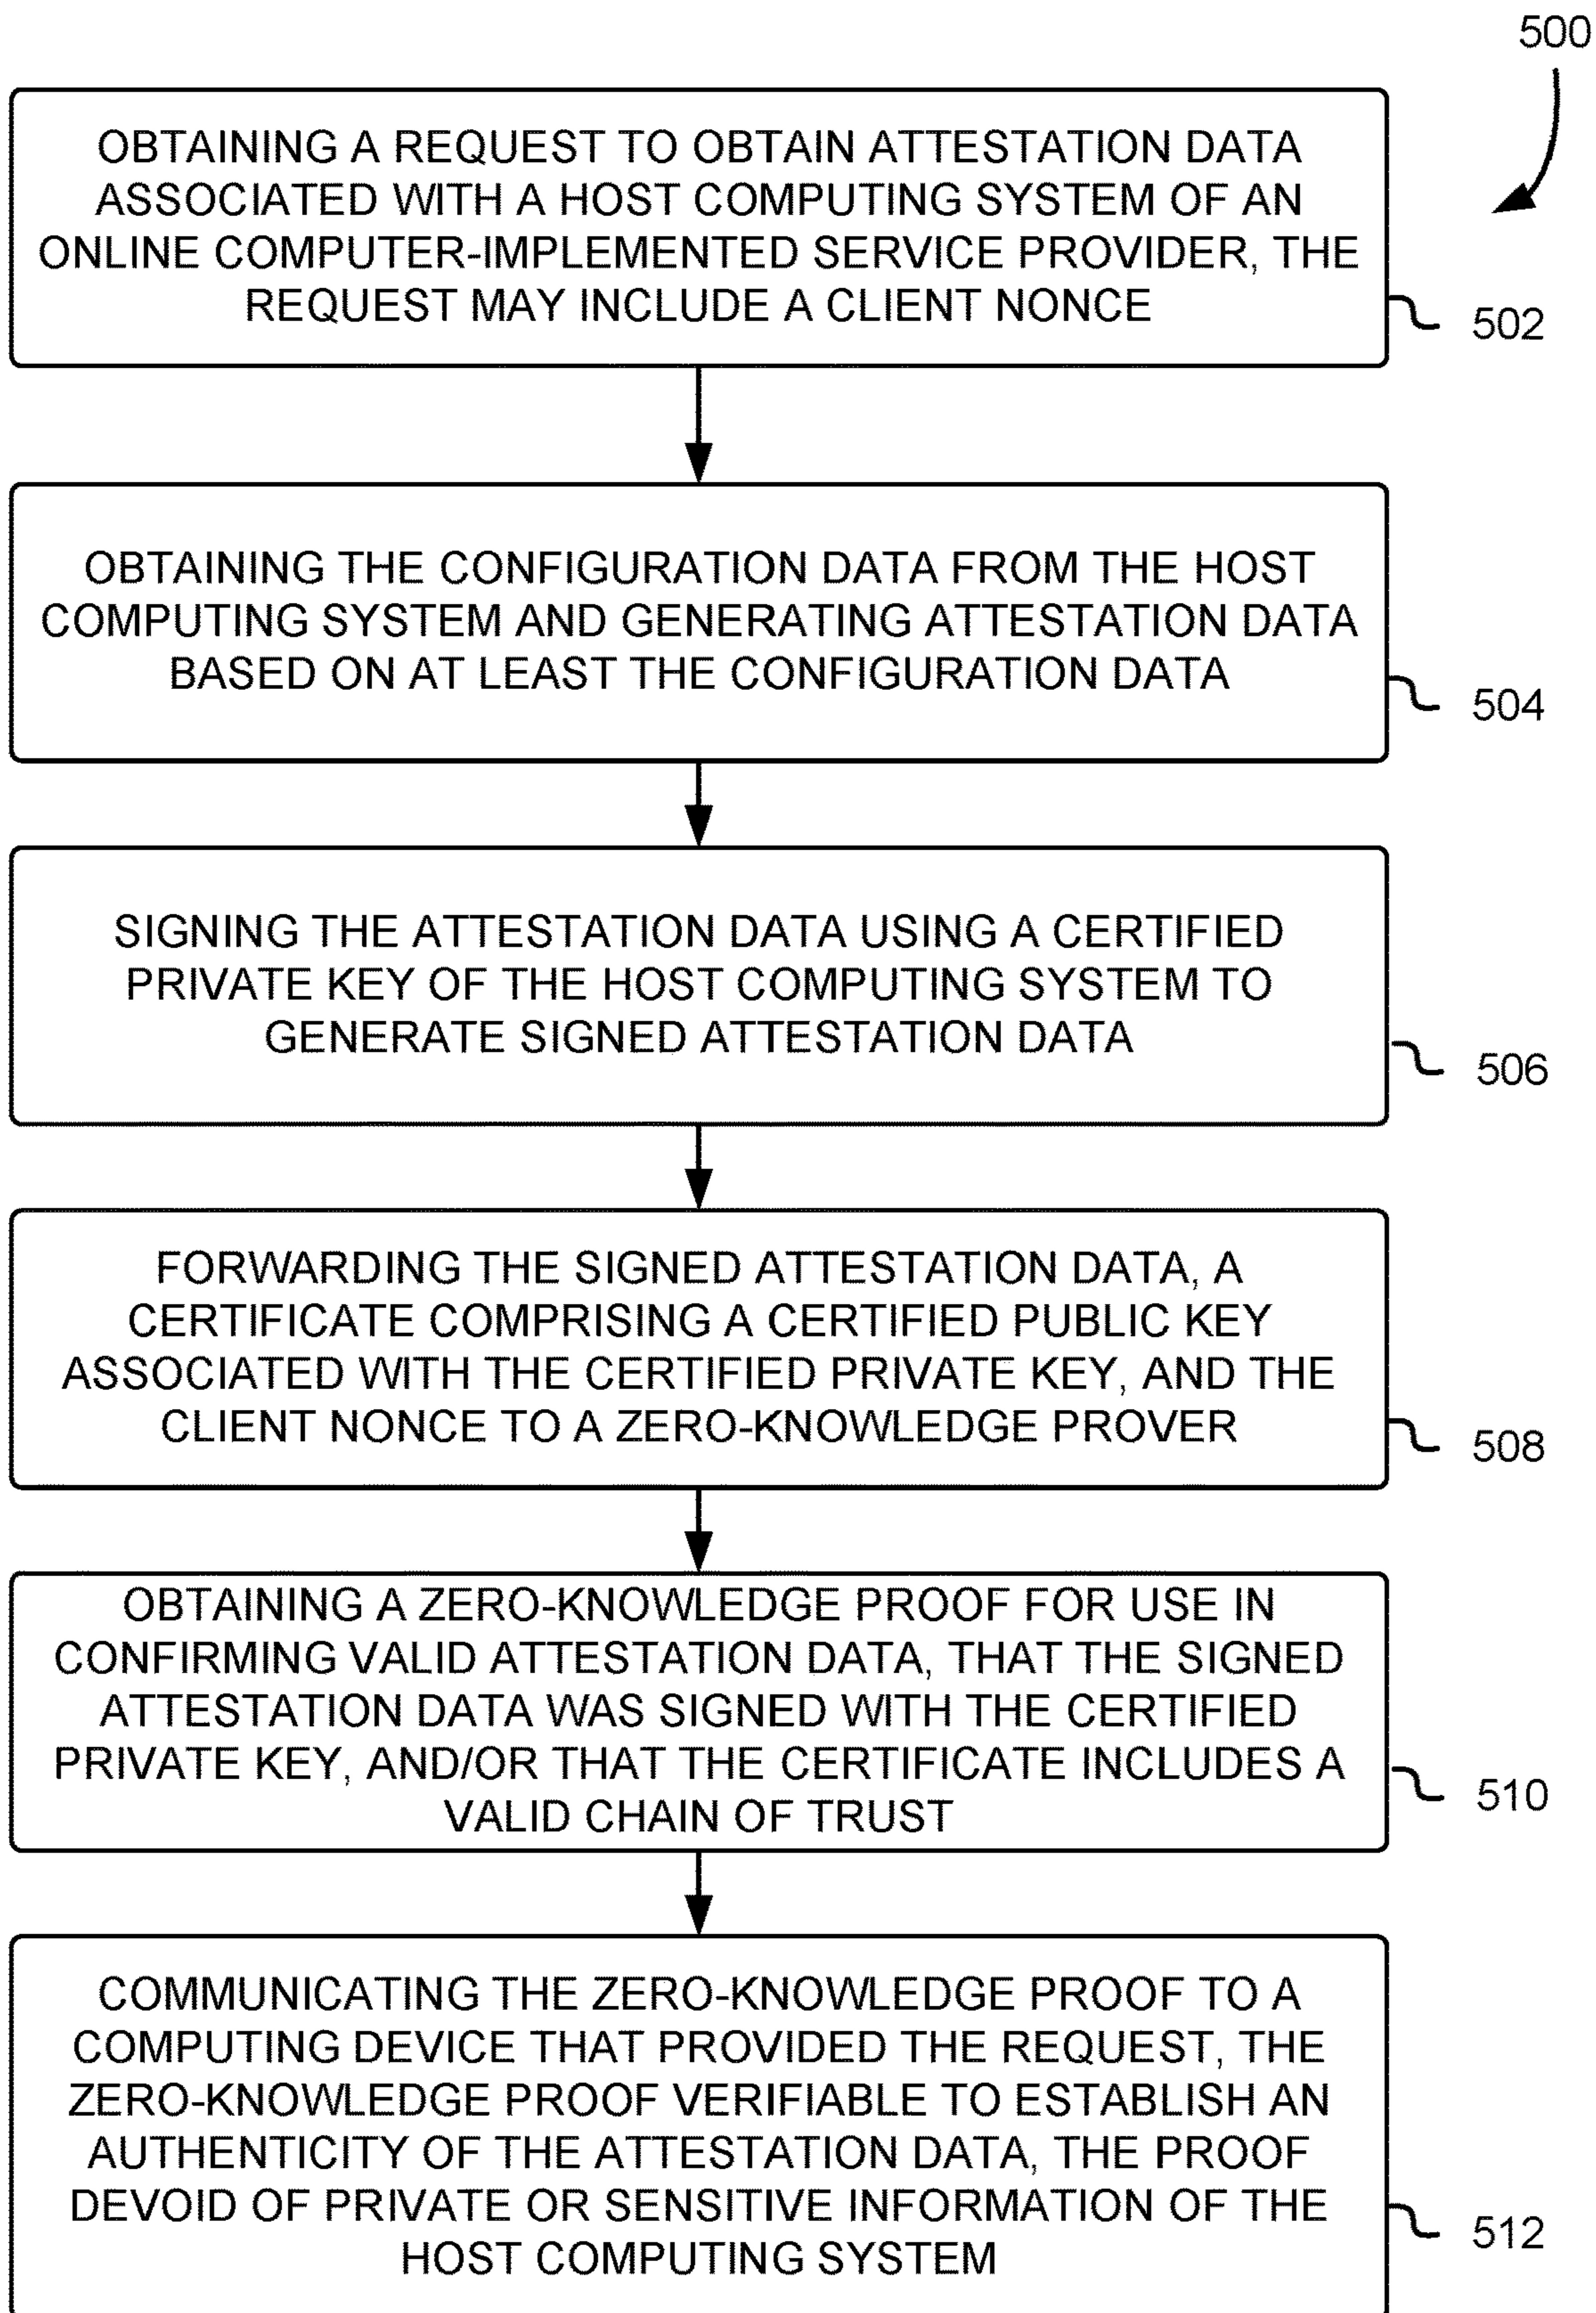 500
OBTAINING A REQUEST TO OBTAIN ATTESTATION DATA
ASSOCIATED WITH A HOST COMPUTING SYSTEM OF AN
ONLINE COMPUTER-IMPLEMENTED SERVICE PROVIDER, THE
REQUEST MAY INCLUDE A CLIENT NONCE
502
OBTAINING THE CONFIGURATION DATA FROM THE HOST
COMPUTING SYSTEM AND GENERATING ATTESTATION DATA
BASED ON AT LEAST THE CONFIGURATION DATA
504
SIGNING THE ATTESTATION DATA USING A CERTIFIED
PRIVATE KEY OF THE HOST COMPUTING SYSTEM TO
GENERATE SIGNED ATTESTATION DATA
506
FORWARDING THE SIGNED ATTESTATION DATA, A
CERTIFICATE COMPRISING A CERTIFIED PUBLIC KEY
ASSOCIATED WITH THE CERTIFIED PRIVATE KEY, AND THE
CLIENT NONCE TO A ZERO-KNOWLEDGE PROVER
508
OBTAINING A ZERO-KNOWLEDGE PROOF FOR USE IN
CONFIRMING VALID ATTESTATION DATA, THAT THE SIGNED
ATTESTATION DATA WAS SIGNED WITH THE CERTIFIED
PRIVATE KEY, AND/OR THAT THE CERTIFICATE INCLUDES A
VALID CHAIN OF TRUST
510
COMMUNICATING THE ZERO-KNOWLEDGE PROOF TO A
COMPUTING DEVICE THAT PROVIDED THE REQUEST, THE
ZERO-KNOWLEDGE PROOF VERIFIABLE TO ESTABLISH AN
AUTHENTICITY OF THE ATTESTATION DATA, THE PROOF
DEVOID OF PRIVATE OR SENSITIVE INFORMATION OF THE
HOST COMPUTING SYSTEM
512